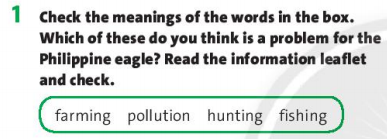 1 Check the meanings of the words in the box.
Which of these do you think is a problem for the
Philippine eagle? Read the information leaflet
and check.
farming pollution hunting fishing